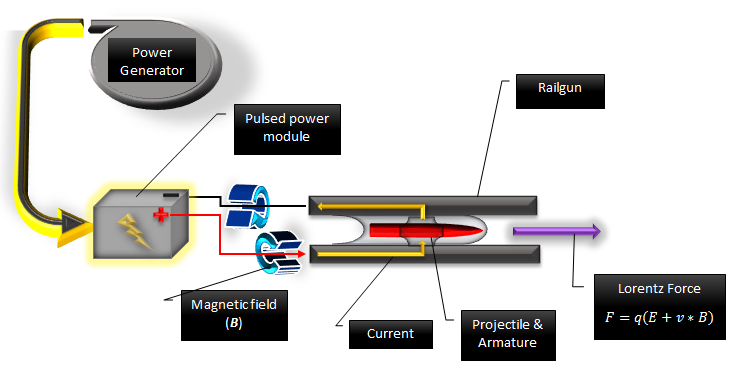 Power
Generator
Railgun
Pulsed power
module
Magnetic field
(B)
Current
Projectile &
Armature
Lorentz Force
F = q(E + v ∗ B)